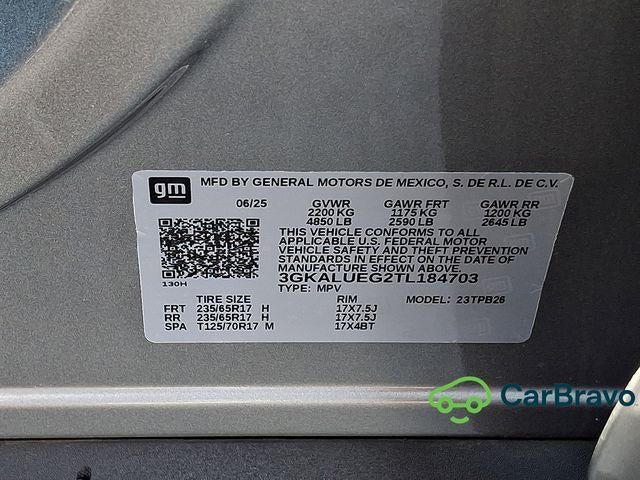 gm MFD BY GENERAL MOTORS DE MEXICO, S. DE R.L. DE C.V.
06/25 GVWR GAWR FRT GAWR RR
2200 KG 1175 KG 1200 KG
4850 LB 2590 LB 2645 LB
THIS VEHICLE CONFORMS TO ALL
APPLICABLE U.S. FEDERAL MOTOR
VEHICLE SAFETY AND THEFT PREVENTION
STANDARDS IN EFFECT ON THE DATE OF
MANUFACTURE SHOWN ABOVE.
130H 3GKALUEG2TL184703
TYPE: MPV MODEL: 23TPB26
TIRE SIZE RIM
FRT 235/65R17 H 17X7.5J
RR 235/65R17 H 17X7.5J
SPA T125/70R17 M 17X4BT
CarBravo